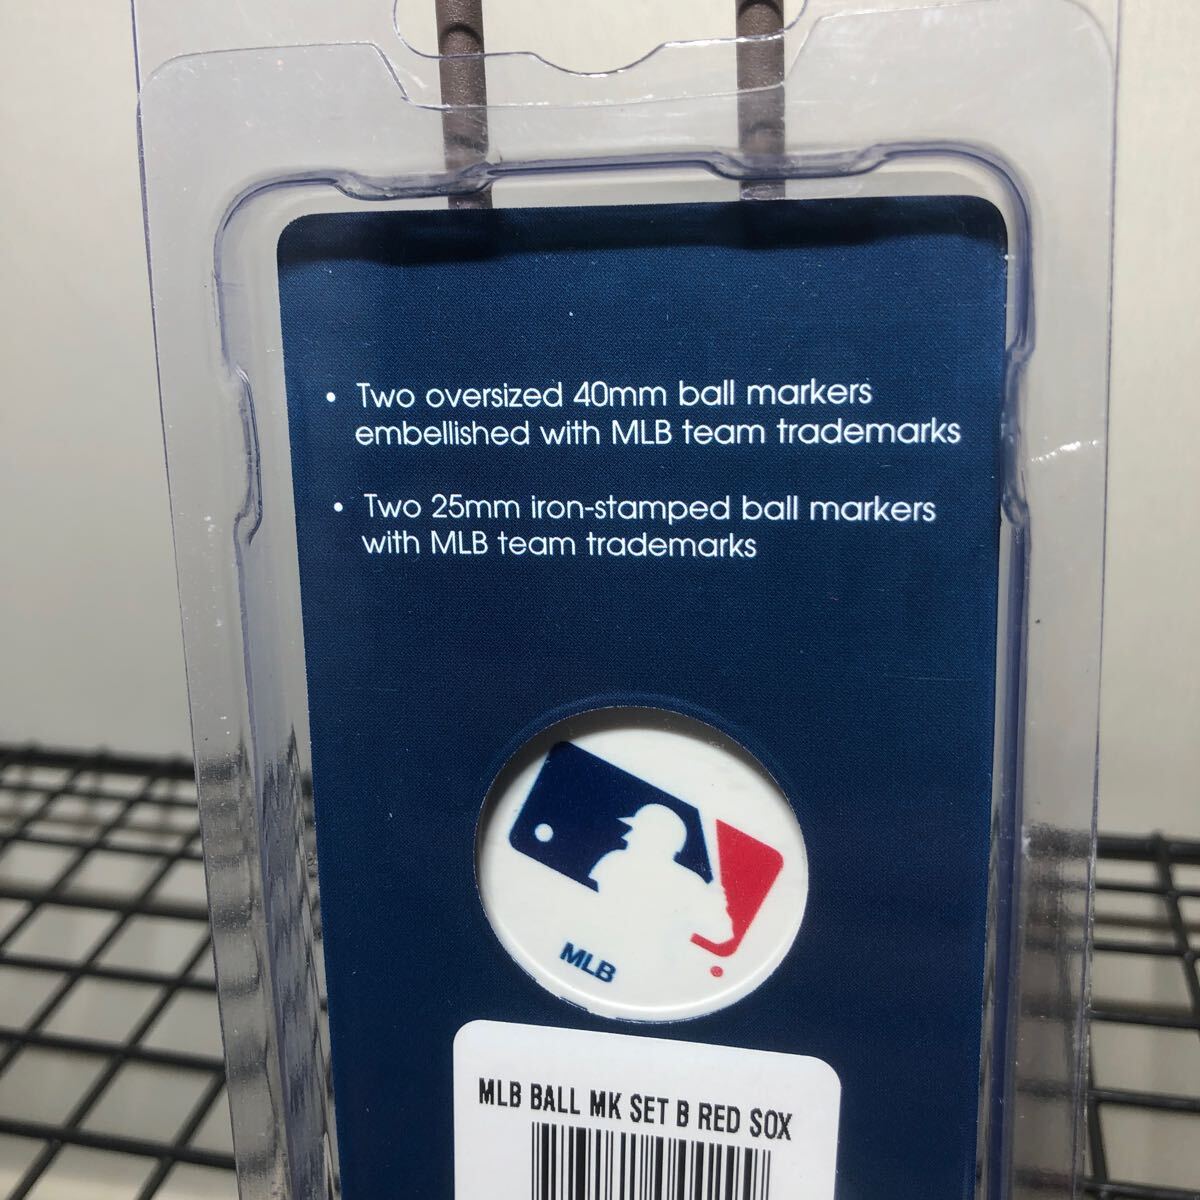 • Two oversized 40mm ball markers
embellished with MLB team trademarks
• Two 25mm iron-stamped ball markers
with MLB team trademarks
MLB
MLB BALL MK SET B RED SOX